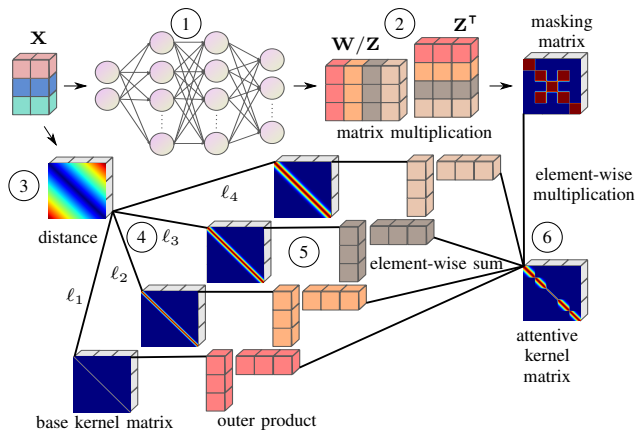 X
1
W/Z
2
Z⊤
masking
matrix
matrix multiplication
3
distance
4
ℓ4
ℓ3
ℓ2
ℓ1
5
element-wise
multiplication
6
element-wise sum
attentive
kernel
matrix
base kernel matrix
outer product